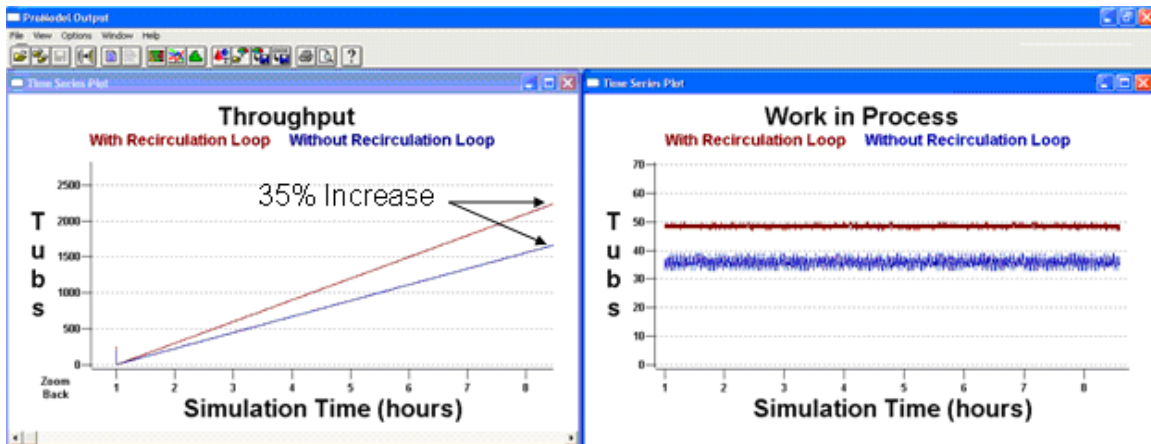 ProModel Output
File View Options Window Help
Time Series Plot
Throughput
With Recirculation Loop Without Recirculation Loop
35% Increase
2500
2000
1500
1000
500
0
Tubs
1 2 3 4 5 6 7 8
Zoom
Back
Simulation Time (hours)
Time Series Plot
Work in Process
With Recirculation Loop Without Recirculation Loop
70
60
50
40
30
20
10
0
Tubs
1 2 3 4 5 6 7 8
Simulation Time (hours)